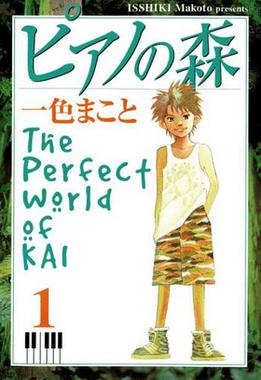 ISSHIKI Makoto presents
ピアノの森
一色まこと
The
Perfect
World
of
KAI
1